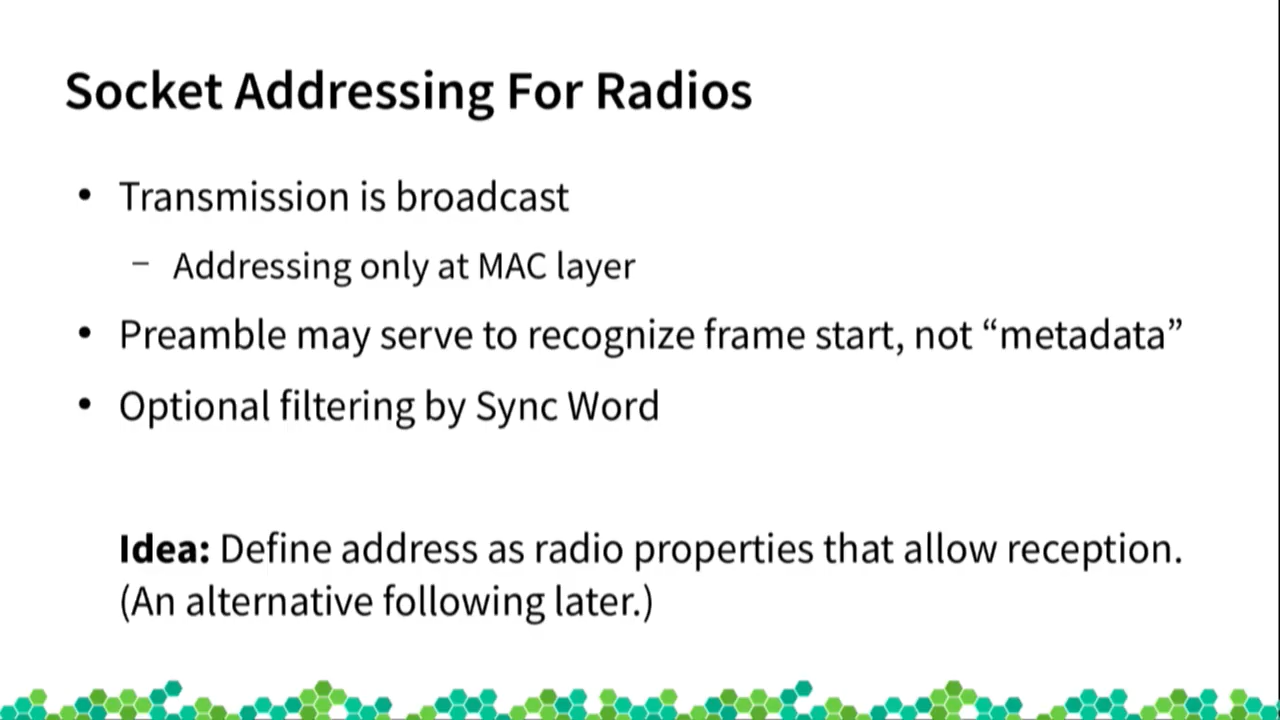 Socket Addressing For Radios
• Transmission is broadcast
– Addressing only at MAC layer
• Preamble may serve to recognize frame start, not “metadata”
• Optional filtering by Sync Word
Idea: Define address as radio properties that allow reception.
(An alternative following later.)